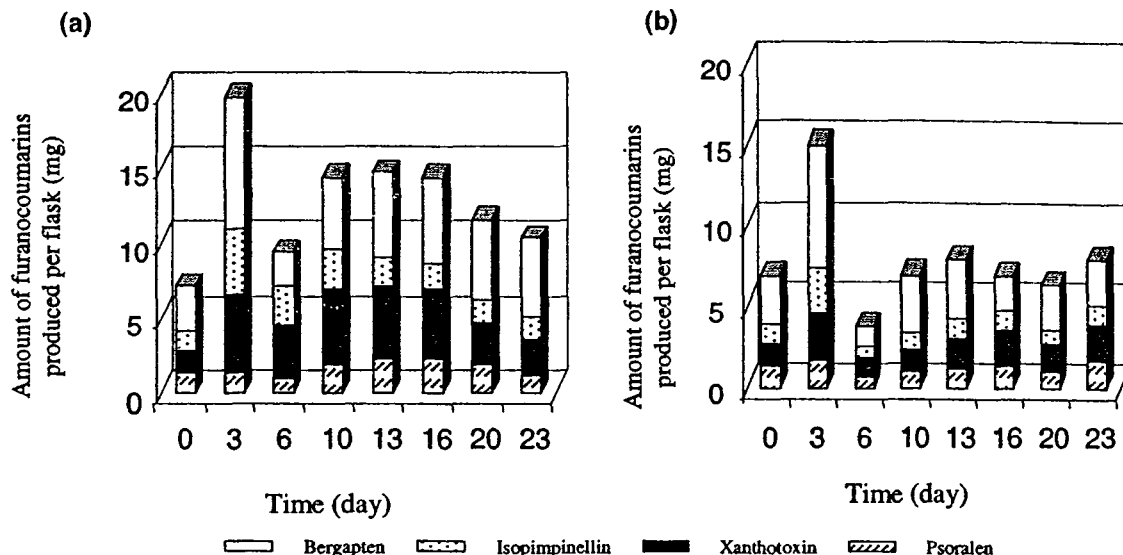 (a)
Amount of furanocoumarins
produced per flask (mg)
20
15
10
5
0
0 3 6 10 13 16 20 23
Time (day)
(b)
Amount of furanocoumarins
produced per flask (mg)
20
15
10
5
0
0 3 6 10 13 16 20 23
Time (day)
Bergapten Isopimpinellin Xanthotoxin Psoralen